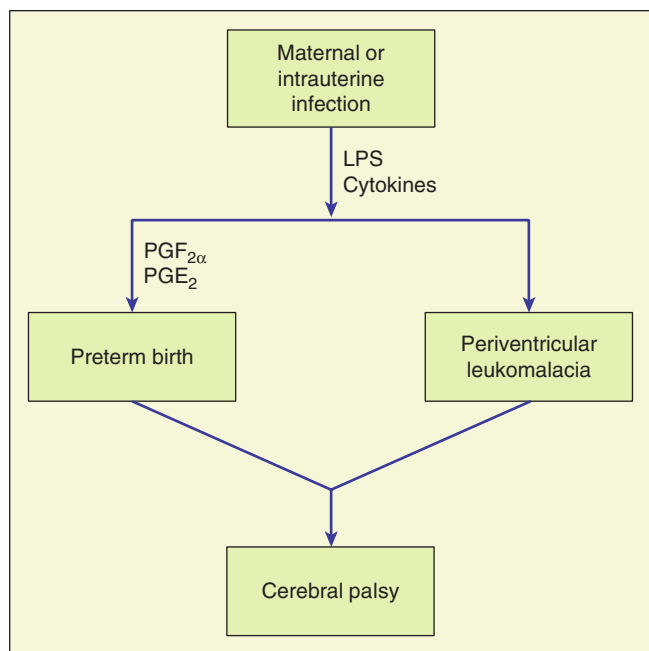 Maternal or
intrauterine
infection
LPS
Cytokines
PGF2α
PGE2
Preterm birth
Periventricular
leukomalacia
Cerebral palsy